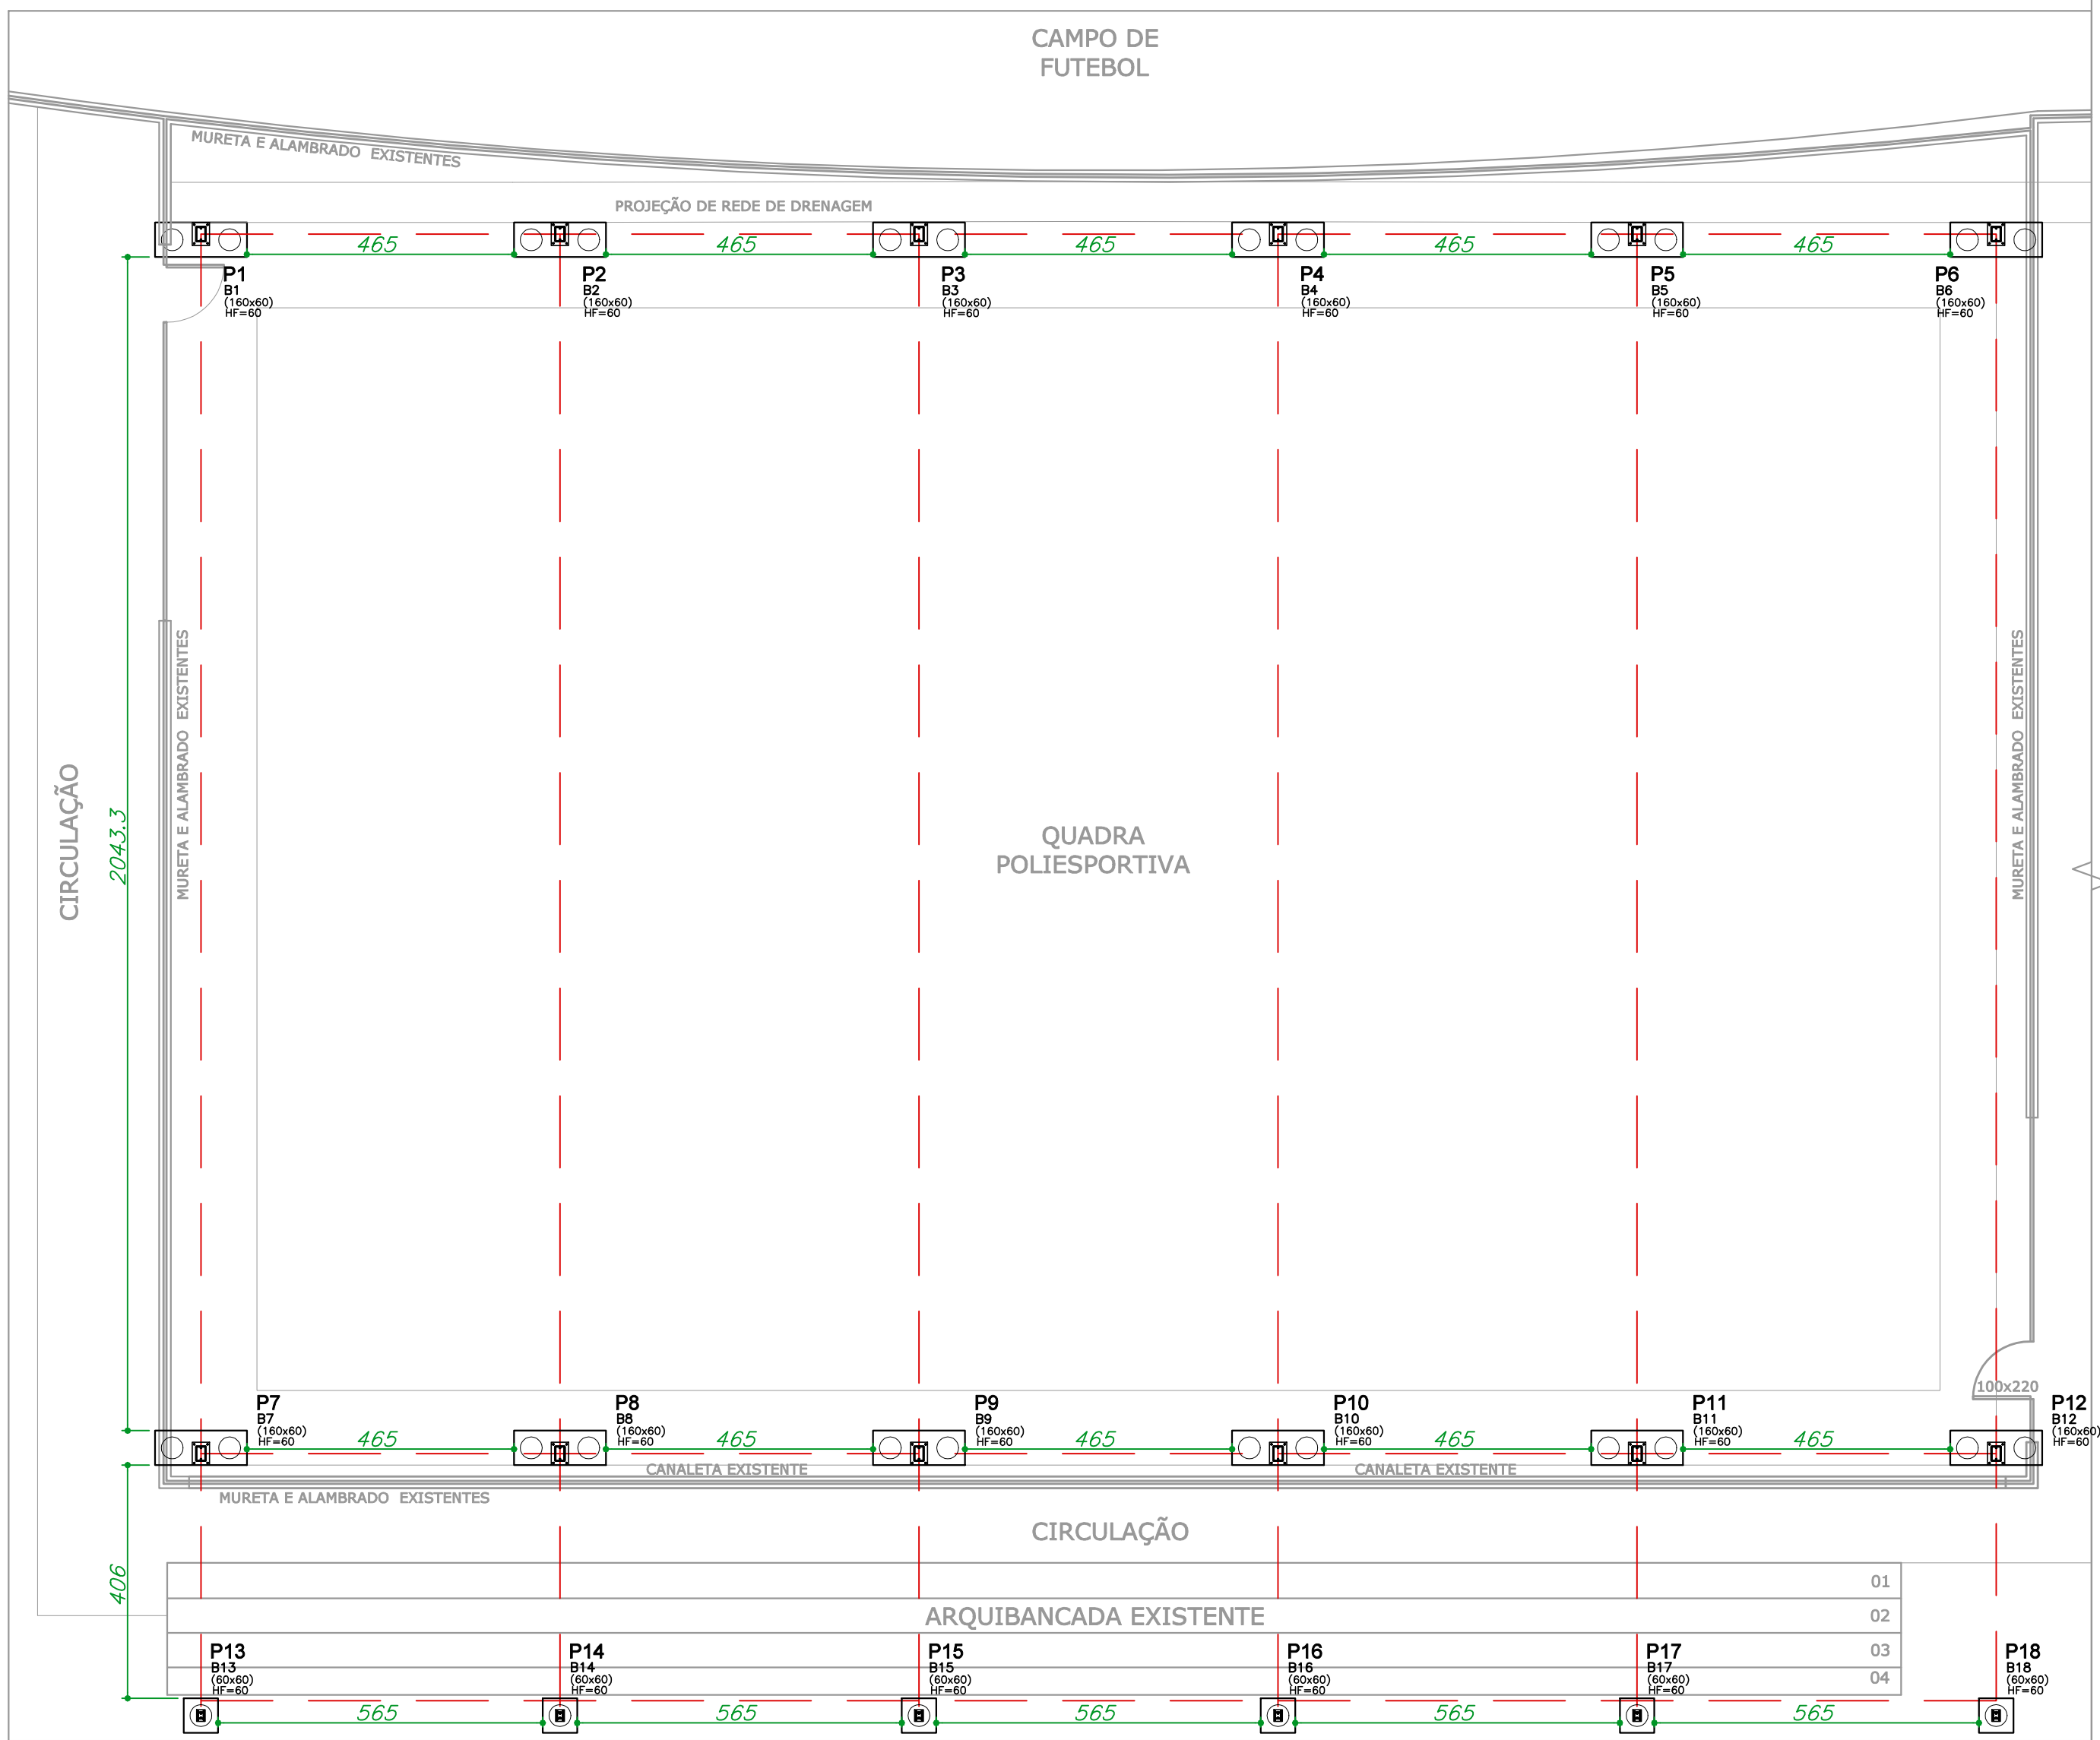 CAMPO DE
FUTEBOL
MURETA E ALAMBRADO EXISTENTES
PROJEÇÃO DE REDE DE DRENAGEM
465
465
465
465
465
P1
B1
(160x60)
HF=60
P2
B2
(160x60)
HF=60
P3
B3
(160x60)
HF=60
P4
B4
(160x60)
HF=60
P5
B5
(160x60)
HF=60
P6
B6
(160x60)
HF=60
CIRCULAÇÃO
2043.3
MURETA E ALAMBRADO EXISTENTES
QUADRA
POLIESPORTIVA
MURETA E ALAMBRADO EXISTENTES
100x220
P7
B7
(160x60)
HF=60
P8
B8
(160x60)
HF=60
P9
B9
(160x60)
HF=60
P10
B10
(160x60)
HF=60
P11
B11
(160x60)
HF=60
P12
B12
(160x60)
HF=60
465
465
465
465
465
CANALETA EXISTENTE
CANALETA EXISTENTE
MURETA E ALAMBRADO EXISTENTES
CIRCULAÇÃO
406
01
ARQUIBANCADA EXISTENTE
02
03
04
P13
B13
(60x60)
HF=60
P14
B14
(60x60)
HF=60
P15
B15
(60x60)
HF=60
P16
B16
(60x60)
HF=60
P17
B17
(60x60)
HF=60
P18
B18
(60x60)
HF=60
565
565
565
565
565